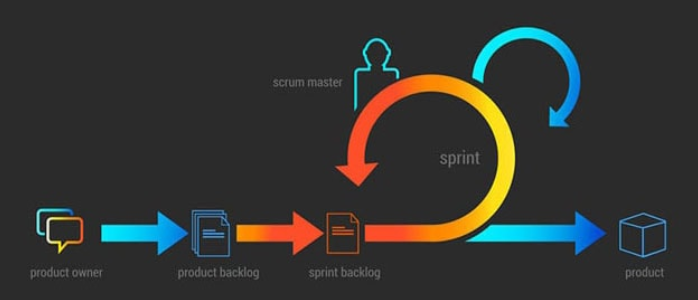 scrum master
sprint
product owner
product backlog
sprint backlog
product